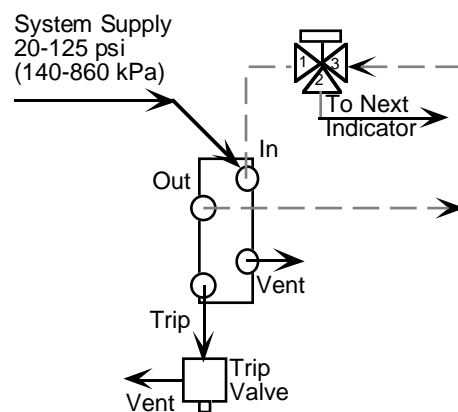 System Supply
20-125 psi
(140-860 kPa)
1
3
2
To Next
Indicator
In
Out
Vent
Trip
Trip
Valve
Vent